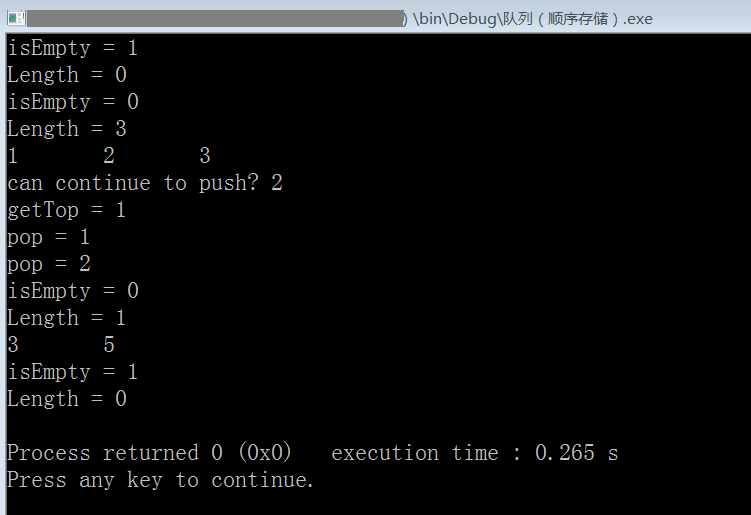 ) \bin\Debug\队列（顺序存储）.exe
isEmpty = 1
Length = 0
isEmpty = 0
Length = 3
1 2 3
can continue to push? 2
getTop = 1
pop = 1
pop = 2
isEmpty = 0
Length = 1
3 5
isEmpty = 1
Length = 0
Process returned 0 (0x0) execution time : 0.265 s
Press any key to continue.